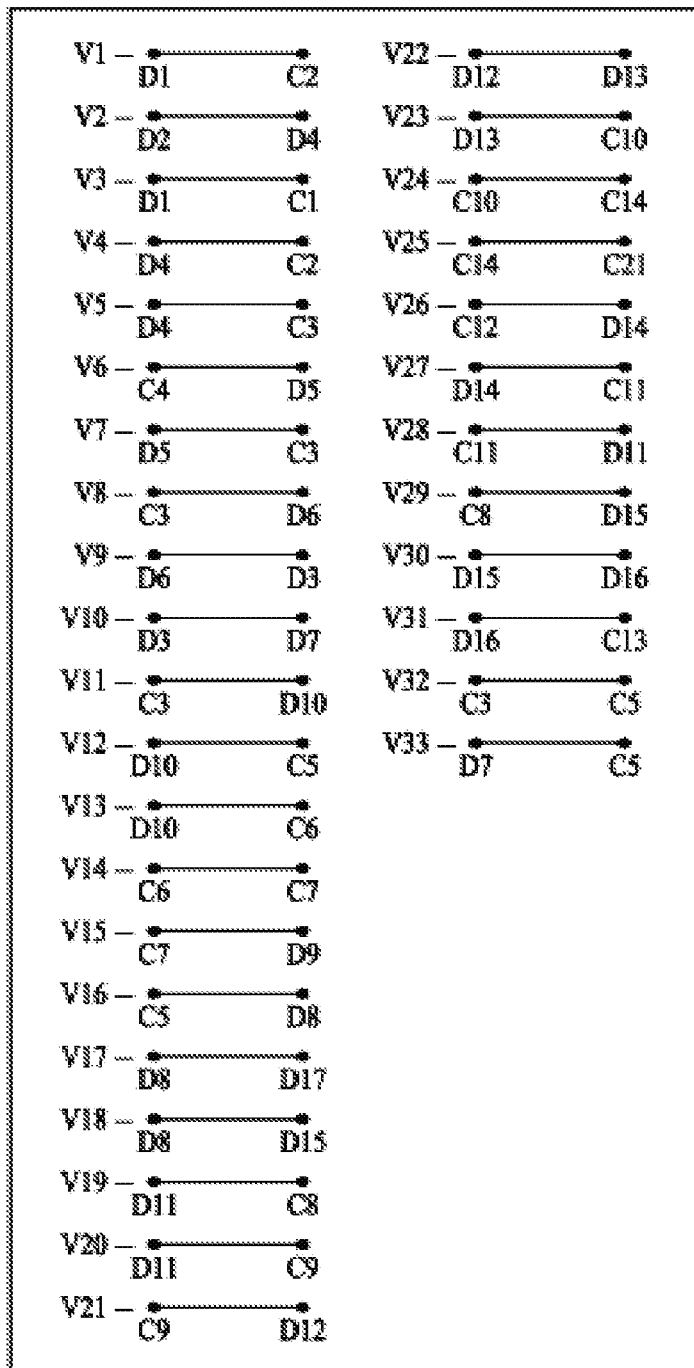 V1 – D1 C2
V2 – D2 D4
V3 – D1 C1
V4 – D4 C2
V5 – D4 C3
V6 – C4 D5
V7 – D5 C3
V8 – C3 D6
V9 – D6 D3
V10 – D3 D7
V11 – C3 D10
V12 – D10 C5
V13 – D10 C6
V14 – C6 C7
V15 – C7 D9
V16 – C5 D8
V17 – D8 D17
V18 – D8 D15
V19 – D11 C8
V20 – D11 C9
V21 – C9 D12
V22 – D12 D13
V23 – D13 C10
V24 – C10 C14
V25 – C14 C21
V26 – C12 D14
V27 – D14 C11
V28 – C11 D11
V29 – C8 D15
V30 – D15 D16
V31 – D16 C13
V32 – C3 C5
V33 – D7 C5